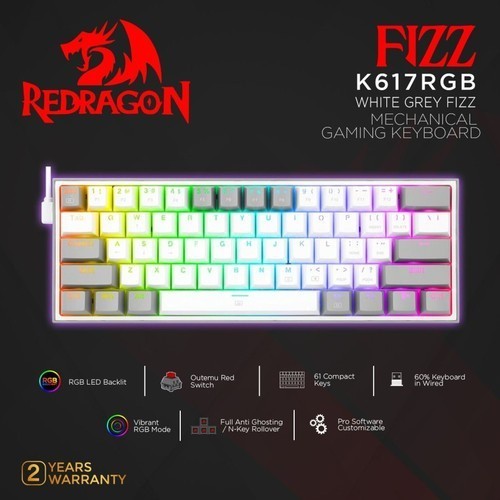 REDRAGON
FIZZ
K617RGB
WHITE GREY FIZZ
MECHANICAL
GAMING KEYBOARD
RGB
RGB LED Backlit
Outemu Red
Switch
61 Compact
Keys
60% Keyboard
in Wired
Vibrant
RGB Mode
Full Anti Ghosting
/ N-Key Rollover
Pro Software
Customizable
2 YEARS
WARRANTY